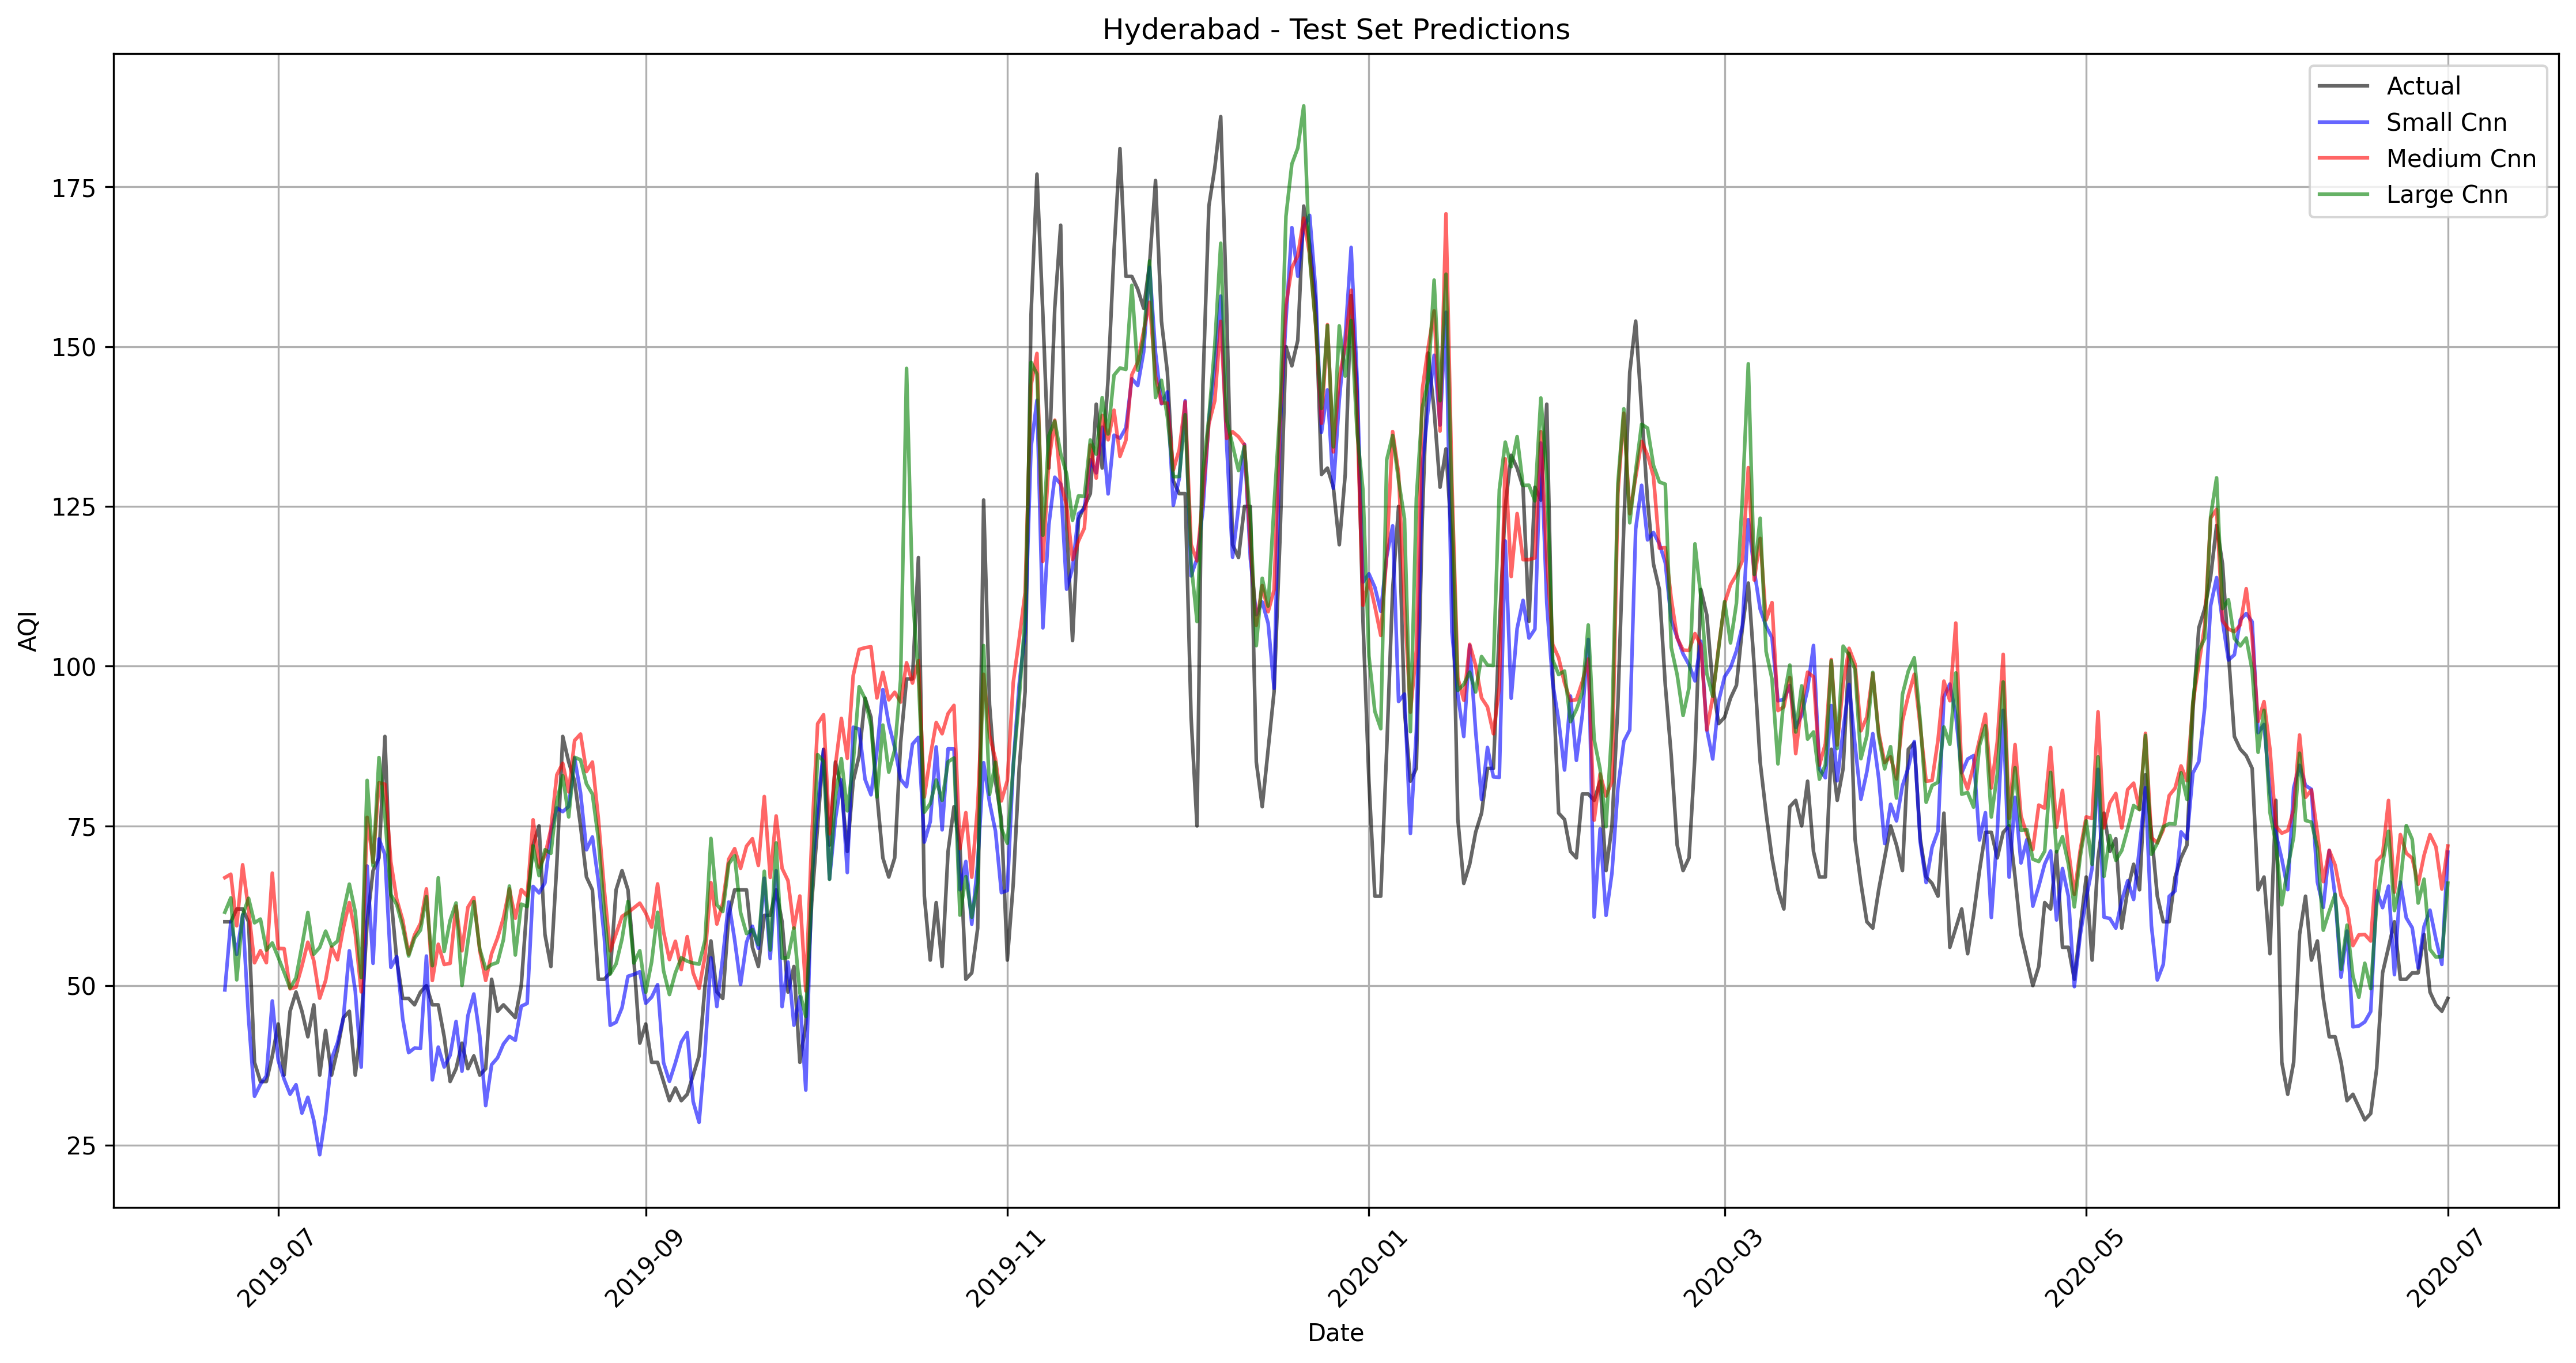 Hyderabad - Test Set Predictions
Actual
Small Cnn
Medium Cnn
Large Cnn
175
150
125
100
75
50
25
AQI
2019-07
2019-09
2019-11
2020-01
2020-03
2020-05
2020-07
Date